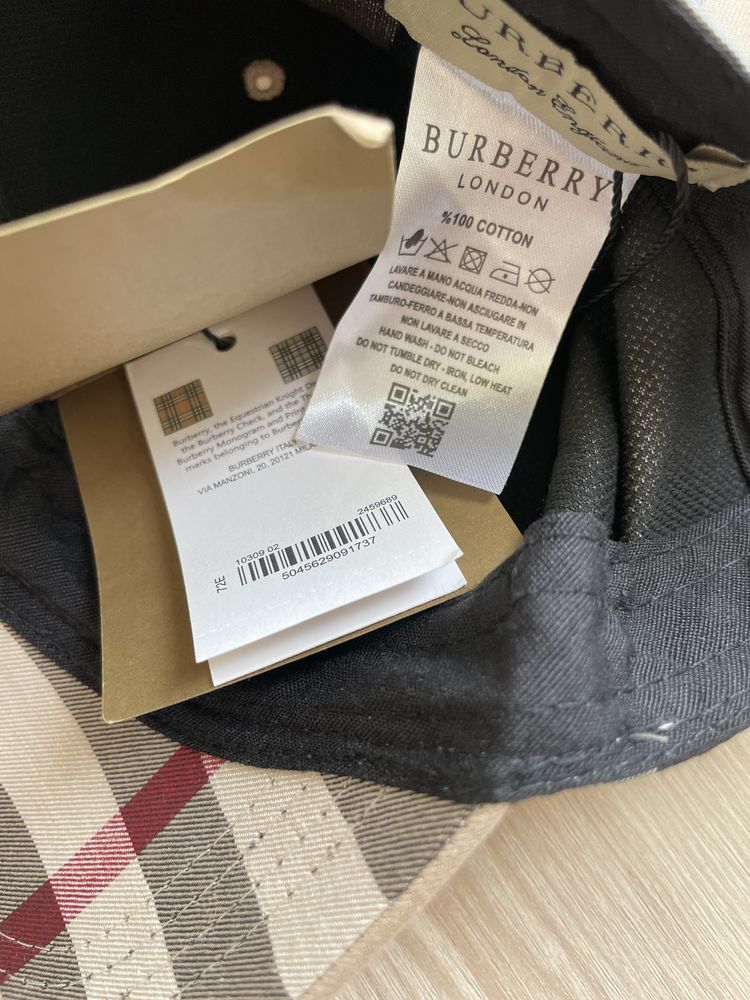 BURBERRY
London England
BURBERRY
LONDON
%100 COTTON
LAVARE A MANO ACQUA FREDDA-NON
CANDEGGIARE-NON ASCIUGARE IN
TAMBURO-FERRO A BASSA TEMPERATURA
NON LAVARE A SECCO
HAND WASH - DO NOT BLEACH
DO NOT TUMBLE DRY - IRON, LOW HEAT
DO NOT DRY CLEAN
Burberry, the Equestrian Knight
the Burberry Check, and the
Burberry Monogram and Print
marks belonging to
BURBERRY
VIA MANZONI, 20, 20121
10309 02
2459689
72E
5045629091737